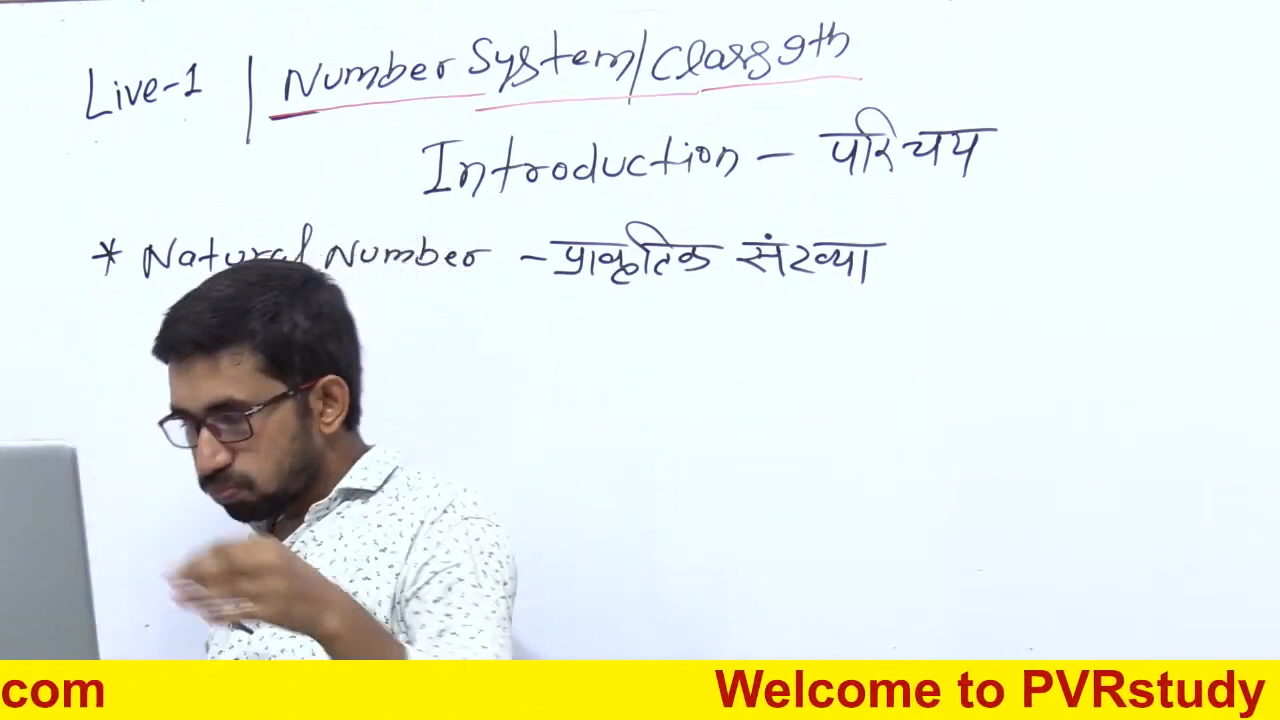 Live-1 | Number System/Class 9th
Introduction - परिचय
* Natural Number - प्राकृतिक संख्या
com Welcome to PVRstudy